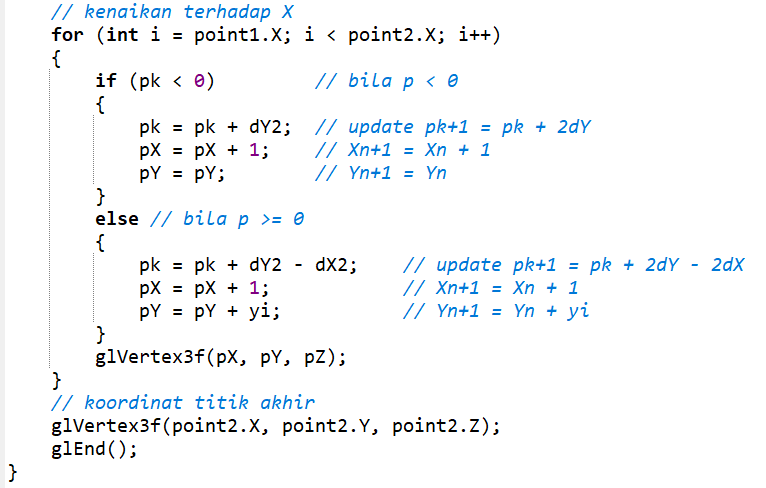 // kenaikan terhadap X
for (int i = point1.X; i < point2.X; i++)
{
if (pk < 0) // bila p < 0
{
pk = pk + dY2; // update pk+1 = pk + 2dY
pX = pX + 1; // Xn+1 = Xn + 1
pY = pY; // Yn+1 = Yn
}
else // bila p >= 0
{
pk = pk + dY2 - dX2; // update pk+1 = pk + 2dY - 2dX
pX = pX + 1; // Xn+1 = Xn + 1
pY = pY + yi; // Yn+1 = Yn + yi
}
glVertex3f(pX, pY, pZ);
}
// koordinat titik akhir
glVertex3f(point2.X, point2.Y, point2.Z);
glEnd();
}